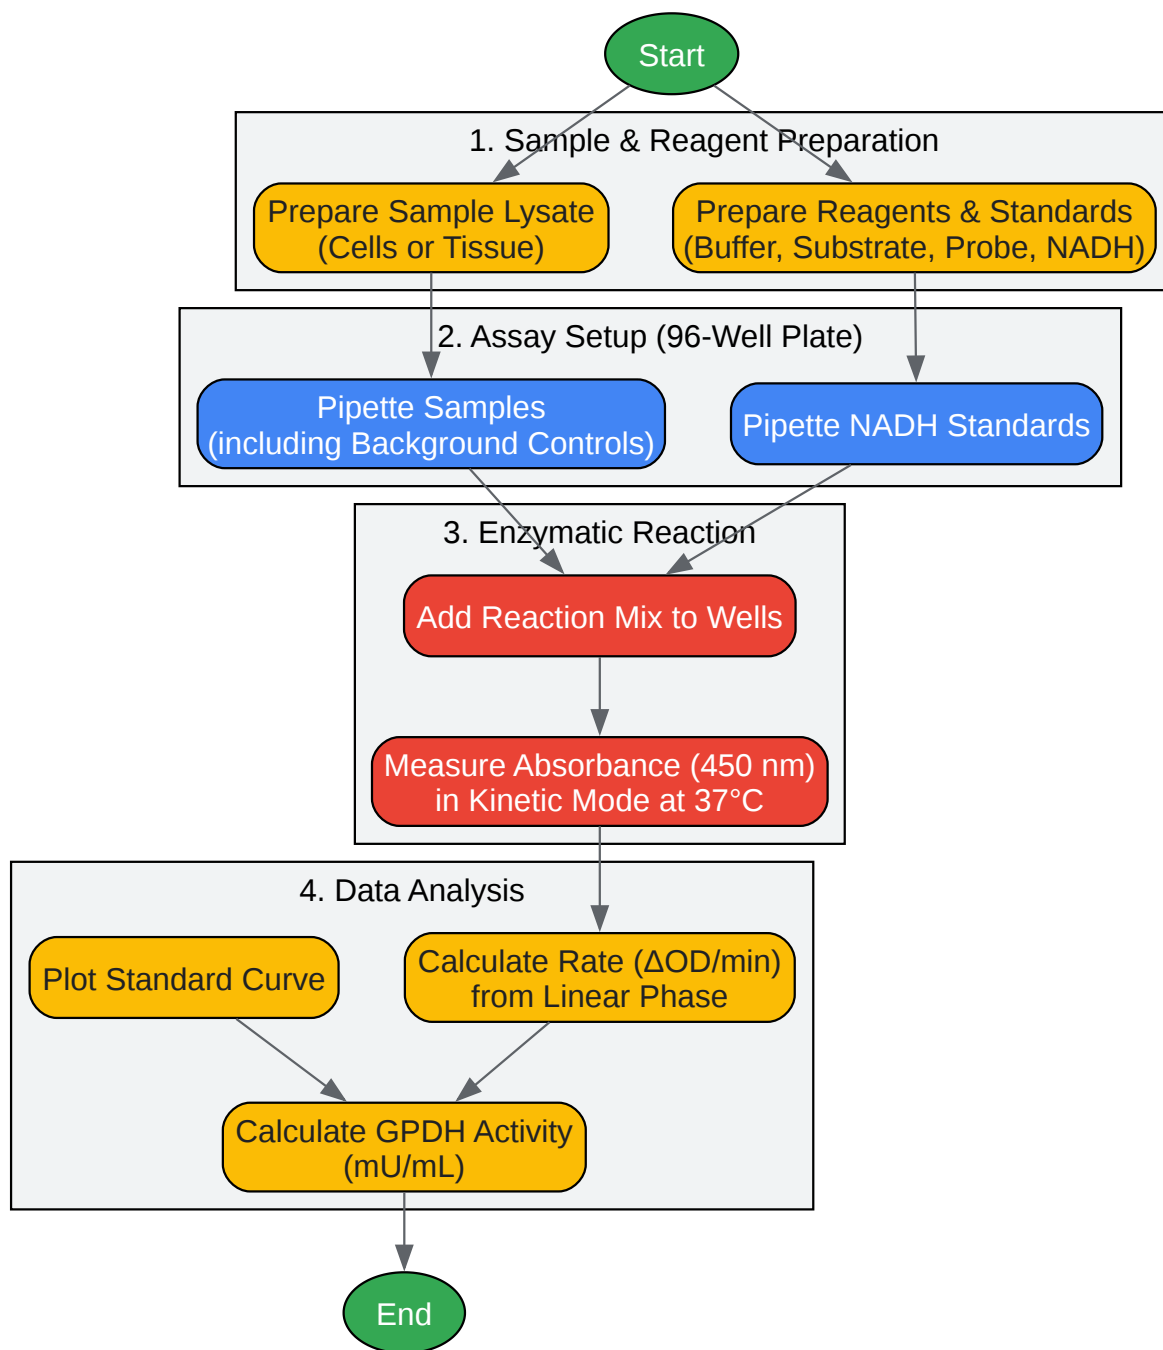 Start
1. Sample & Reagent Preparation
Prepare Sample Lysate
(Cells or Tissue)
Prepare Reagents & Standards
(Buffer, Substrate, Probe, NADH)
2. Assay Setup (96-Well Plate)
Pipette Samples
(including Background Controls)
Pipette NADH Standards
3. Enzymatic Reaction
Add Reaction Mix to Wells
Measure Absorbance (450 nm)
in Kinetic Mode at 37°C
4. Data Analysis
Plot Standard Curve
Calculate Rate (ΔOD/min)
from Linear Phase
Calculate GPDH Activity
(mU/mL)
End